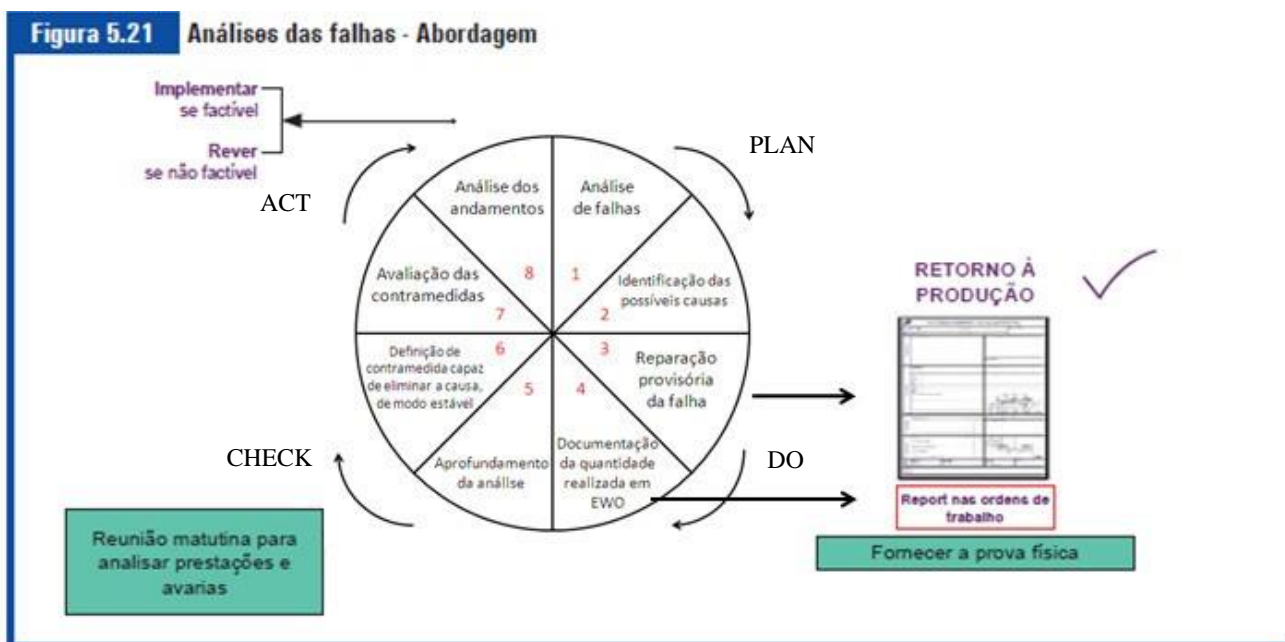 Figura 5.21 Análises das falhas - Abordagem
Implementar
se factível
Rever
se não factível
ACT
PLAN
Análise dos
andamentos
8
Análise
de falhas
1
Identificação das
possíveis causas
2
Reparação
provisória
da falha
3
Documentação
da quantidade
realizada em
EWO
4
Aprofundamento
da análise
5
Definição de
contramedida capaz
de eliminar a causa,
de modo estável
6
Avaliação das
contramedidas
7
CHECK
DO
RETORNO À
PRODUÇÃO
Report nas ordens de
trabalho
Fornecer a prova física
Reunião matutina para
analisar prestações e
avarias